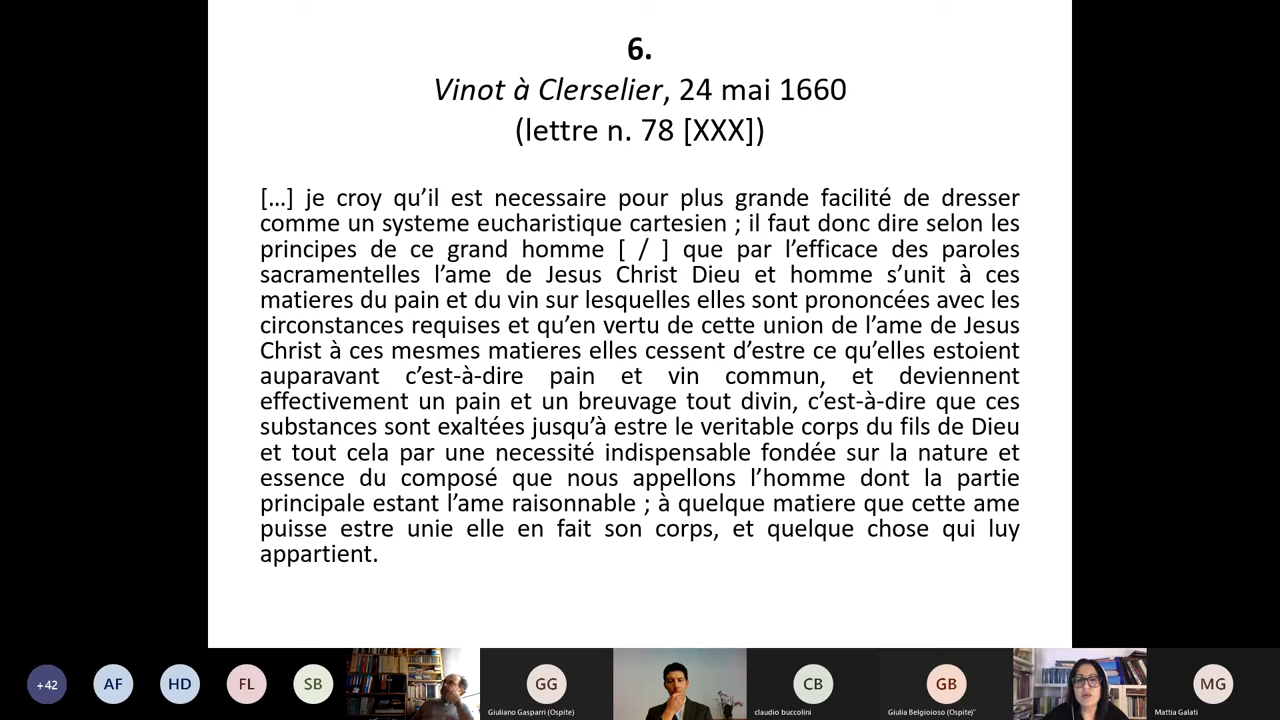 6.
Vinot à Clerselier, 24 mai 1660
(lettre n. 78 [XXX])
[…] je croy qu’il est necessaire pour plus grande facilité de dresser
comme un systeme eucharistique cartesien ; il faut donc dire selon les
principes de ce grand homme [ / ] que par l’efficace des paroles
sacramentelles l’ame de Jesus Christ Dieu et homme s’unit à ces
matieres du pain et du vin sur lesquelles elles sont prononcées avec les
circonstances requises et qu’en vertu de cette union de l’ame de Jesus
Christ à ces mesmes matieres elles cessent d’estre ce qu’elles estoient
auparavant c’est-à-dire pain et vin commun, et deviennent
effectivement un pain et un breuvage tout divin, c’est-à-dire que ces
substances sont exaltées jusqu’à estre le veritable corps du fils de Dieu
et tout cela par une necessité indispensable fondée sur la nature et
essence du composé que nous appellons l’homme dont la partie
principale estant l’ame raisonnable ; à quelque matiere que cette ame
puisse estre unie elle en fait son corps, et quelque chose qui luy
appartient.
+42
AF
HD
FL
SB
GG
Giuliano Gasparri (Ospite)
CB
claudio buccolini
GB
Giulia Belgioioso (Ospite)"
MG
Mattia Galati